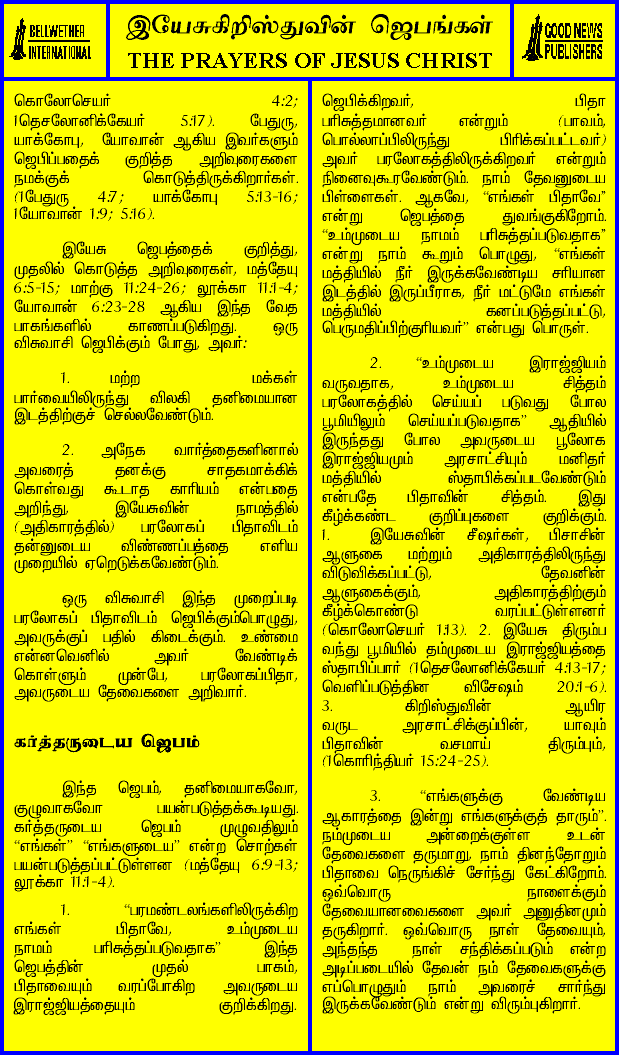 BELLWETHER
INTERNATIONAL
இயேசுகிறிஸ்துவின் ஜெபங்கள்
THE PRAYERS OF JESUS CHRIST
GOOD NEWS
PUBLISHERS
கொலோசெயர் 4:2;
1தெசலோனிக்கேயர் 5:17). பேதுரு,
யாக்கோபு, யோவான் ஆகிய இவர்களும்
ஜெபிப்பதைக் குறித்த அறிவுரைகளை
நமக்குக் கொடுத்திருக்கிறார்கள்.
(1பேதுரு 4:7; யாக்கோபு 5:13-16;
1யோவான் 1:9; 5:16).
இயேசு ஜெபத்தைக் குறித்து,
முதலில் கொடுத்த அறிவுரைகள், மத்தேயு
6:5-15; மாற்கு 11:24-26; லூக்கா 11:1-4;
யோவான் 6:23-28 ஆகிய இந்த வேத
பாகங்களில் காணப்படுகிறது. ஒரு
விசுவாசி ஜெபிக்கும் போது, அவர்:
1. மற்ற மக்கள்
பார்வையிலிருந்து விலகி தனிமையான
இடத்திற்குச் செல்லவேண்டும்.
2. அநேக வார்த்தைகளினால்
அவரைத் தனக்கு சாதகமாக்கிக்
கொள்வது கூடாத காரியம் என்பதை
அறிந்து, இயேசுவின் நாமத்தில்
(அதிகாரத்தில்) பரலோகப் பிதாவிடம்
தன்னுடைய விண்ணப்பத்தை எளிய
முறையில் ஏறெடுக்கவேண்டும்.
ஒரு விசுவாசி இந்த முறைப்படி
பரலோகப் பிதாவிடம் ஜெபிக்கும்பொழுது,
அவருக்குப் பதில் கிடைக்கும். உண்மை
என்னவெனில் அவர் வேண்டிக்
கொள்ளும் முன்பே, பரலோகப்பிதா,
அவருடைய தேவைகளை அறிவார்.
கர்த்தருடைய ஜெபம்
இந்த ஜெபம், தனிமையாகவோ,
குழுவாகவோ பயன்படுத்தக்கூடியது.
கர்த்தருடைய ஜெபம் முழுவதிலும்
“எங்கள்” “எங்களுடைய” என்ற சொற்கள்
பயன்படுத்தப்பட்டுள்ளன (மத்தேயு 6:9-13;
லூக்கா 11:1-4).
1. “பரமண்டலங்களிலிருக்கிற
எங்கள் பிதாவே, உம்முடைய
நாமம் பரிசுத்தப்படுவதாக” இந்த
ஜெபத்தின் முதல் பாகம்,
பிதாவையும் வரப்போகிற அவருடைய
இராஜ்ஜியத்தையும் குறிக்கிறது.
ஜெபிக்கிறவர், பிதா
பரிசுத்தமானவர் என்றும் (பாவம்,
பொல்லாப்பிலிருந்து பிரிக்கப்பட்டவர்)
அவர் பரலோகத்திலிருக்கிறவர் என்றும்
நினைவுகூரவேண்டும். நாம் தேவனுடைய
பிள்ளைகள். ஆகவே, “எங்கள் பிதாவே”
என்று ஜெபத்தை துவங்குகிறோம்.
“உம்முடைய நாமம் பரிசுத்தப்படுவதாக”
என்று நாம் கூறும் பொழுது, “எங்கள்
மத்தியில் நீர் இருக்கவேண்டிய சரியான
இடத்தில் இருப்பீராக, நீர் மட்டுமே எங்கள்
மத்தியில் கனப்படுத்தப்பட்டு,
பெருமதிப்பிற்குரியவர்” என்பது பொருள்.
2. “உம்முடைய இராஜ்ஜியம்
வருவதாக, உம்முடைய சித்தம்
பரலோகத்தில் செய்யப் படுவது போல
பூமியிலும் செய்யப்படுவதாக” ஆதியில்
இருந்தது போல அவருடைய பூலோக
இராஜ்ஜியமும் அரசாட்சியும் மனிதர்
மத்தியில் ஸ்தாபிக்கப்படவேண்டும்
என்பதே பிதாவின் சித்தம். இது
கீழ்க்கண்ட குறிப்புகளை குறிக்கும்.
1. இயேசுவின் சீஷர்கள், பிசாசின்
ஆளுகை மற்றும் அதிகாரத்திலிருந்து
விடுவிக்கப்பட்டு, தேவனின்
ஆளுகைக்கும், அதிகாரத்திற்கும்
கீழ்க்கொண்டு வரப்பட்டுள்ளனர்
(கொலோசெயர் 1:13). 2. இயேசு திரும்ப
வந்து பூமியில் தம்முடைய இராஜ்ஜியத்தை
ஸ்தாபிப்பார் (1தெசலோனிக்கேயர் 4:13-17;
வெளிப்படுத்தின விசேஷம் 20:1-6).
3. கிறிஸ்துவின் ஆயிர
வருட அரசாட்சிக்குப்பின், யாவும்
பிதாவின் வசமாய் திரும்பும்,
(1கொரிந்தியர் 15:24-25).
3. “எங்களுக்கு வேண்டிய
ஆகாரத்தை இன்று எங்களுக்குத் தாரும்”.
நம்முடைய அன்றைக்குள்ள உடன்
தேவைகளை தருமாறு, நாம் தினந்தோறும்
பிதாவை நெருங்கிச் சேர்ந்து கேட்கிறோம்.
ஒவ்வொரு நாளைக்கும்
தேவையானவைகளை அவர் அனுதினமும்
தருகிறார். ஒவ்வொரு நாள் தேவையும்,
அந்தந்த நாள் சந்திக்கப்படும் என்ற
அடிப்படையில் தேவன் நம் தேவைகளுக்கு
எப்பொழுதும் நாம் அவரைச் சார்ந்து
இருக்கவேண்டும் என்று விரும்புகிறார்.